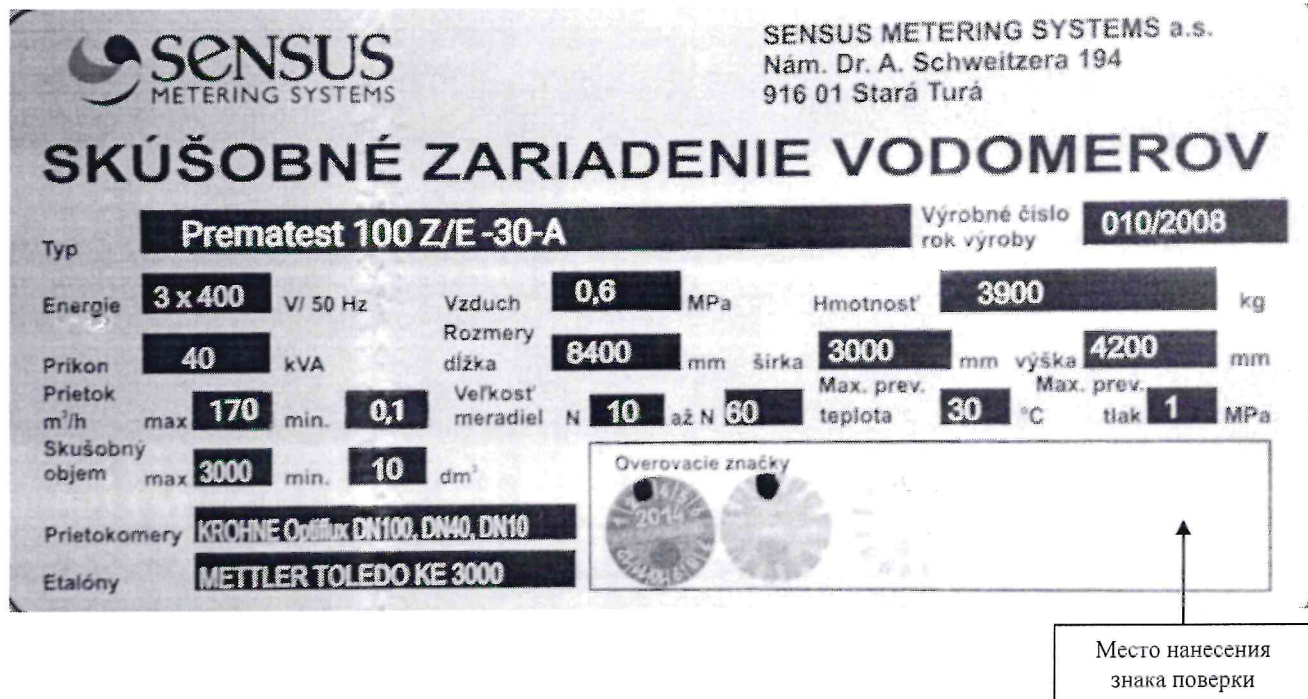 SENSUS
METERING SYSTEMS
SENSUS METERING SYSTEMS a.s.
Nám. Dr. A. Schweitzera 194
916 01 Stará Turá
SKÚŠOBNÉ ZARIADENIE VODOMEROV
Typ Prematest 100 Z/E -30-A Výrobné číslo rok výroby 010/2008
Energie 3 x 400 V/ 50 Hz Vzduch 0,6 MPa Hmotnosť 3900 kg
Príkon 40 kVA Rozmery dĺžka 8400 mm šírka 3000 mm výška 4200 mm
Prietok m³/h max 170 min. 0,1 Veľkosť meradiel N 10 až N 60 Max. prev. teplota 30 °C Max. prev. tlak 1 MPa
Skušobný objem max 3000 min. 10 dm³
Overovacie značky
2014
Prietokomery KROHNE Optiflux DN100, DN40, DN10
Etalóny METTLER TOLEDO KE 3000
Место нанесения
знака поверки